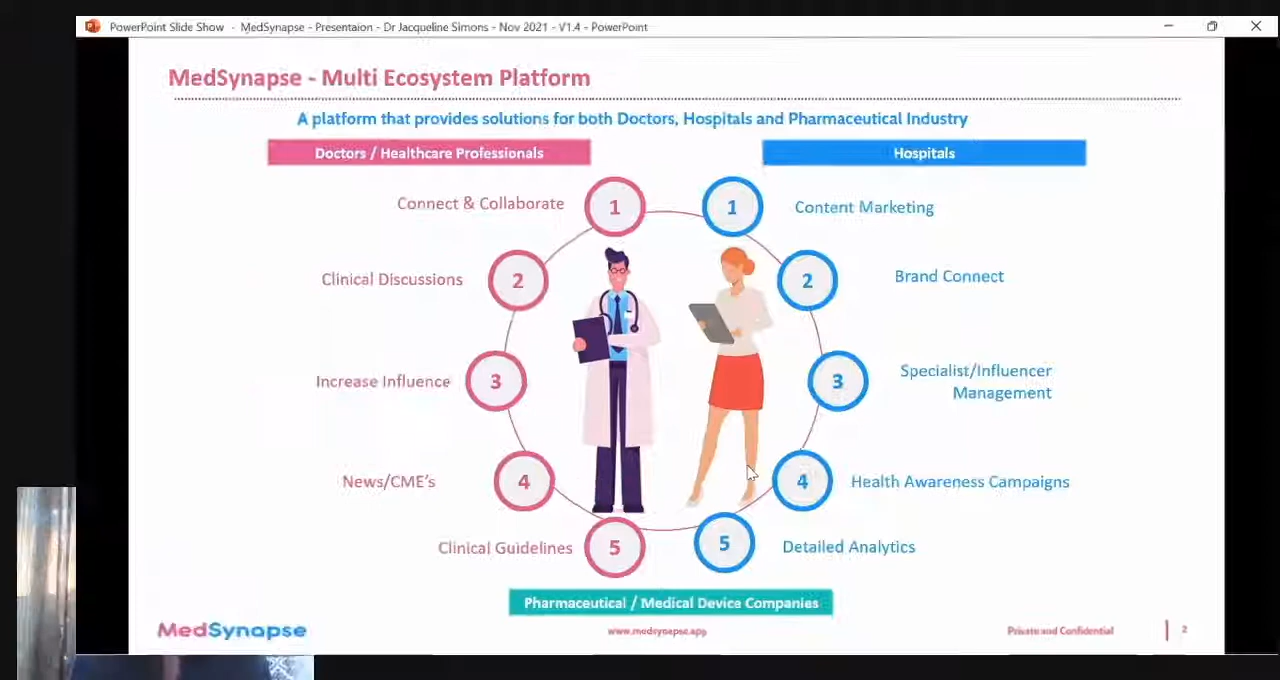 PowerPoint Slide Show - MedSynapse - Presentaion - Dr Jacqueline Simons - Nov 2021 - V1.4 - PowerPoint
MedSynapse - Multi Ecosystem Platform
A platform that provides solutions for both Doctors, Hospitals and Pharmaceutical Industry
Doctors / Healthcare Professionals
Hospitals
Connect & Collaborate
1
1
Content Marketing
Clinical Discussions
2
2
Brand Connect
Increase Influence
3
3
Specialist/Influencer
Management
News/CME's
4
4
Health Awareness Campaigns
Clinical Guidelines
5
5
Detailed Analytics
Pharmaceutical / Medical Device Companies
MedSynapse
www.medsynapse.app
Private and Confidential
2